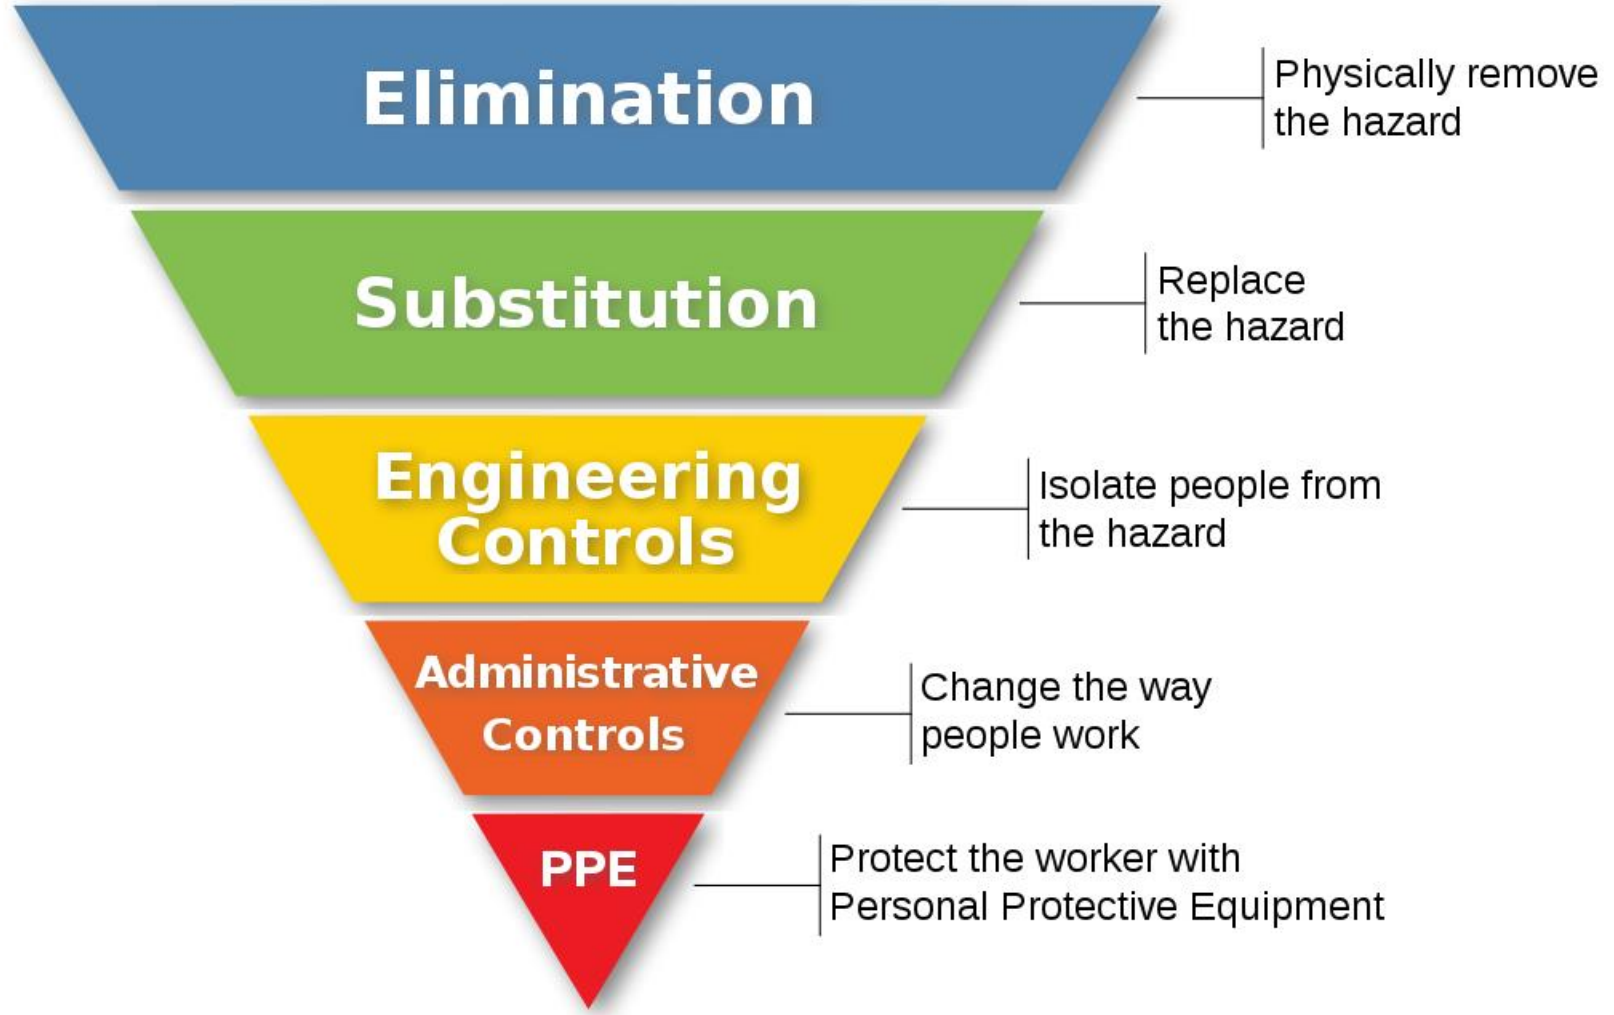 Elimination
Physically remove
the hazard
Substitution
Replace
the hazard
Engineering
Controls
Isolate people from
the hazard
Administrative
Controls
Change the way
people work
PPE
Protect the worker with
Personal Protective Equipment